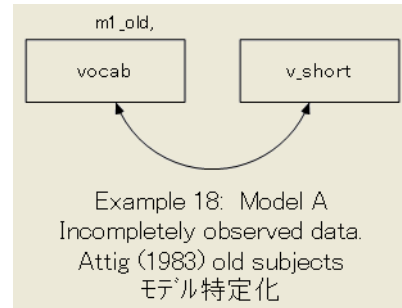 m1_old,
vocab
v_short
Example 18: Model A
Incompletely observed data.
Attig (1983) old subjects
モデル特定化